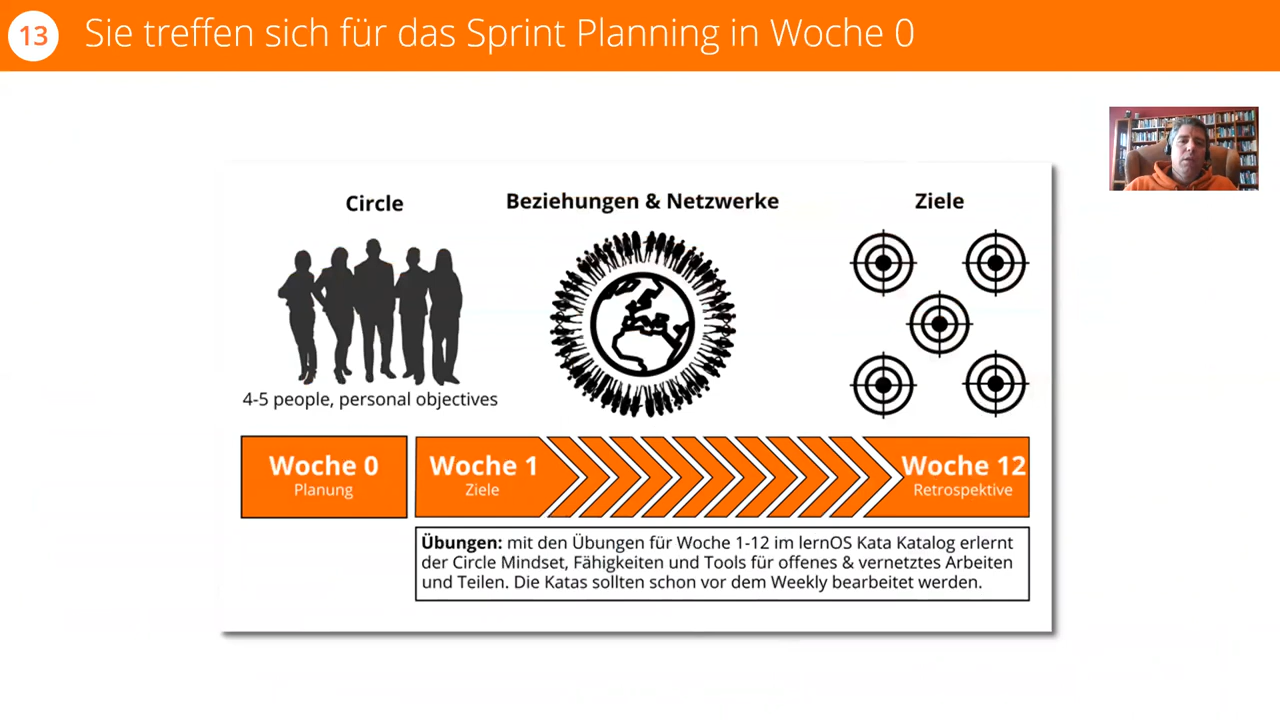 13
Sie treffen sich für das Sprint Planning in Woche 0
Circle
Beziehungen & Netzwerke
Ziele
4-5 people, personal objectives
Woche 0
Planung
Woche 1
Ziele
Woche 12
Retrospektive
Übungen: mit den Übungen für Woche 1-12 im lernOS Kata Katalog erlernt
der Circle Mindset, Fähigkeiten und Tools für offenes & vernetztes Arbeiten
und Teilen. Die Katas sollten schon vor dem Weekly bearbeitet werden.